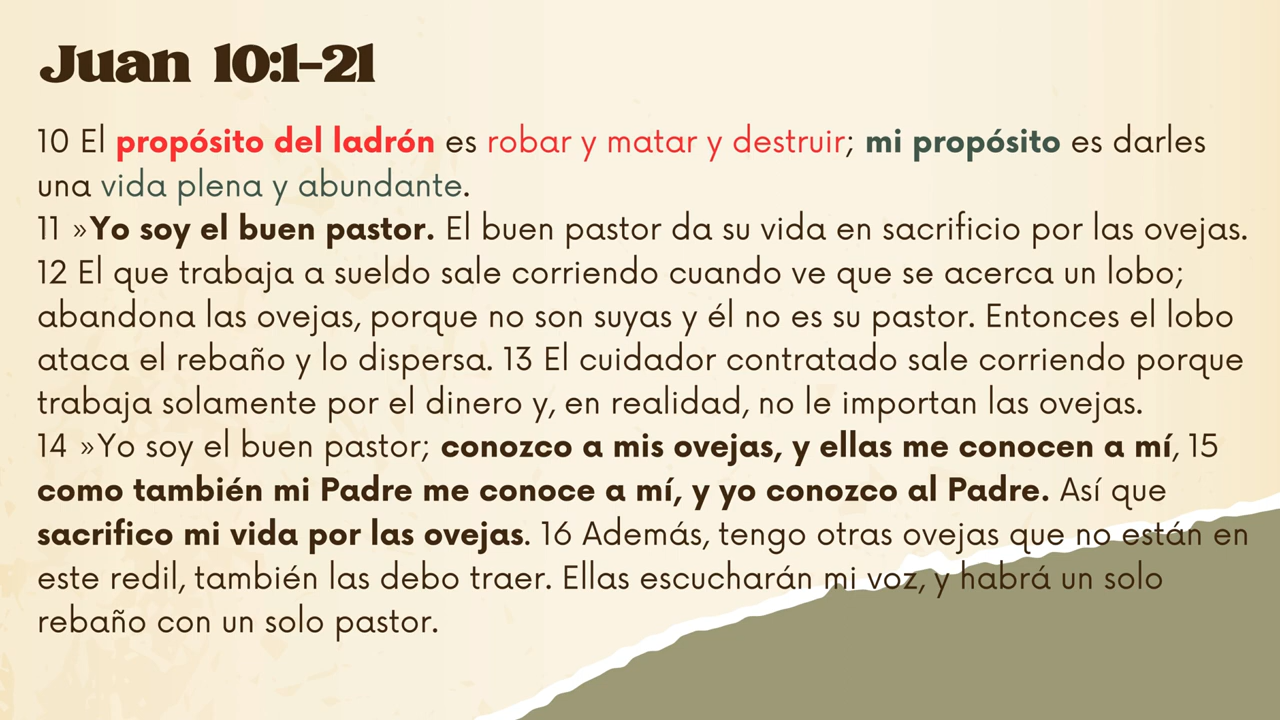 Juan 10:1-21
10 El propósito del ladrón es robar y matar y destruir; mi propósito es darles
una vida plena y abundante.
11 »Yo soy el buen pastor. El buen pastor da su vida en sacrificio por las ovejas.
12 El que trabaja a sueldo sale corriendo cuando ve que se acerca un lobo;
abandona las ovejas, porque no son suyas y él no es su pastor. Entonces el lobo
ataca el rebaño y lo dispersa. 13 El cuidador contratado sale corriendo porque
trabaja solamente por el dinero y, en realidad, no le importan las ovejas.
14 »Yo soy el buen pastor; conozco a mis ovejas, y ellas me conocen a mí, 15
como también mi Padre me conoce a mí, y yo conozco al Padre. Así que
sacrifico mi vida por las ovejas. 16 Además, tengo otras ovejas que no están en
este redil, también las debo traer. Ellas escucharán mi voz, y habrá un solo
rebaño con un solo pastor.